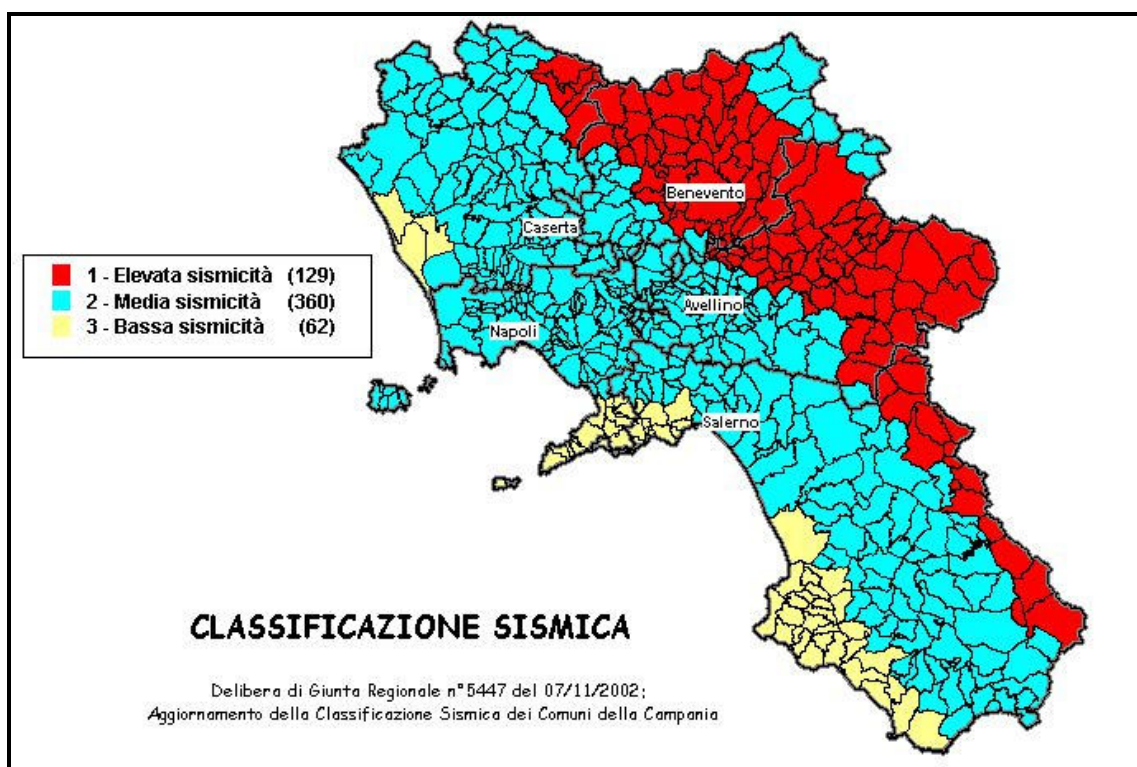 Benevento
Caserta
1 - Elevata sismicità (129)
2 - Media sismicità (360)
3 - Bassa sismicità (62)
Avellino
Napoli
Salerno
CLASSIFICAZIONE SISMICA
Delibera di Giunta Regionale n°5447 del 07/11/2002;
Aggiornamento della Classificazione Sismica dei Comuni della Campania